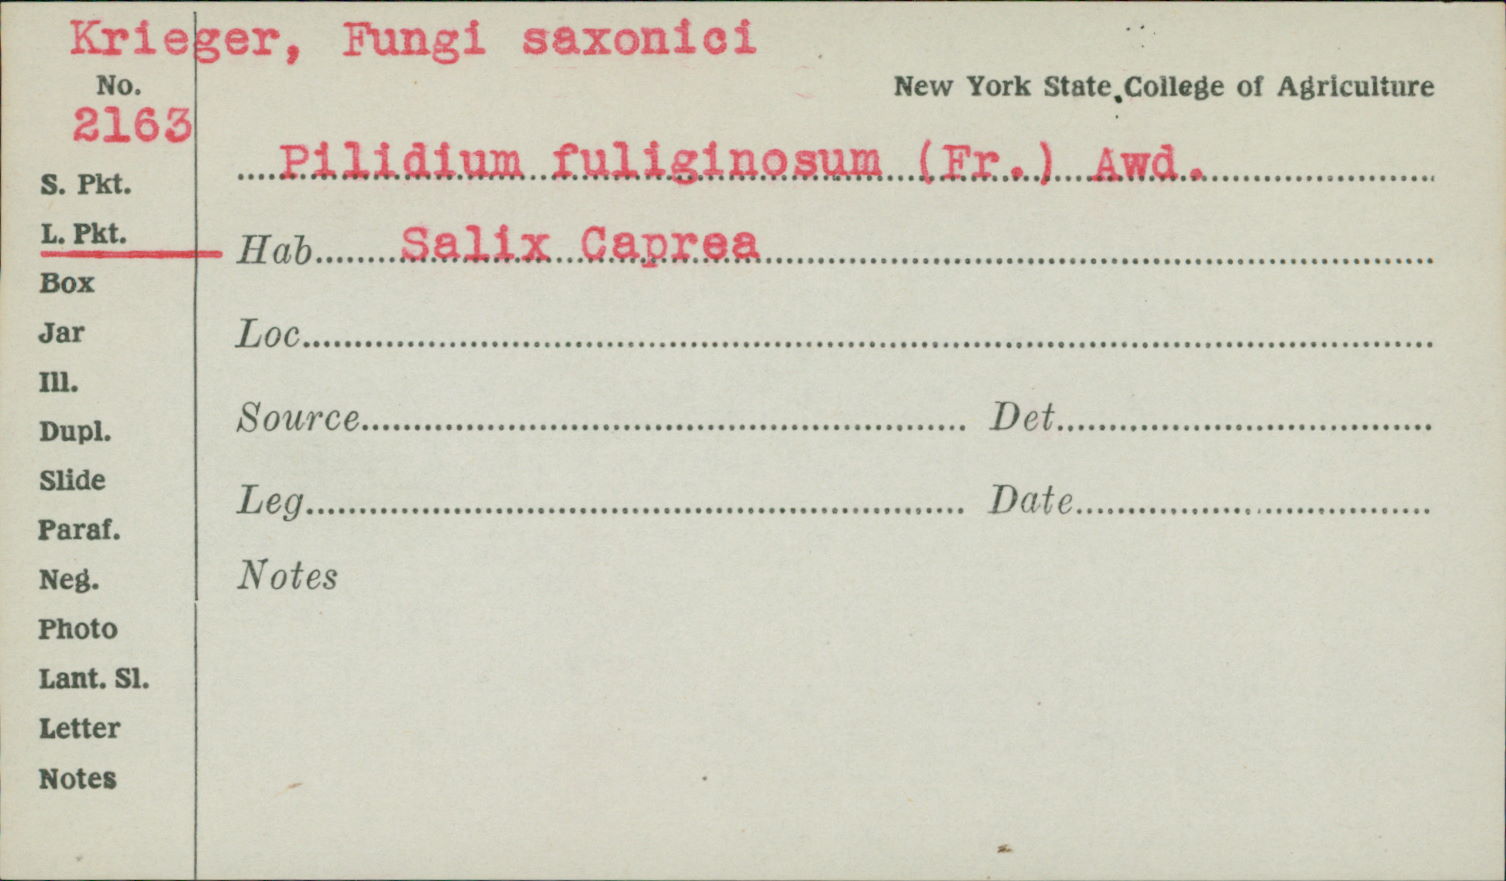 Krieger, Fungi saxonici
No.
New York State College of Agriculture
2163
Pilidium fuliginosum (Fr.) Awd.
S. Pkt.
L. Pkt.
Hab. Salix Caprea
Box
Jar
Loc.
Ill.
Dupl.
Source Det.
Slide
Leg. Date
Paraf.
Neg.
Notes
Photo
Lant. Sl.
Letter
Notes